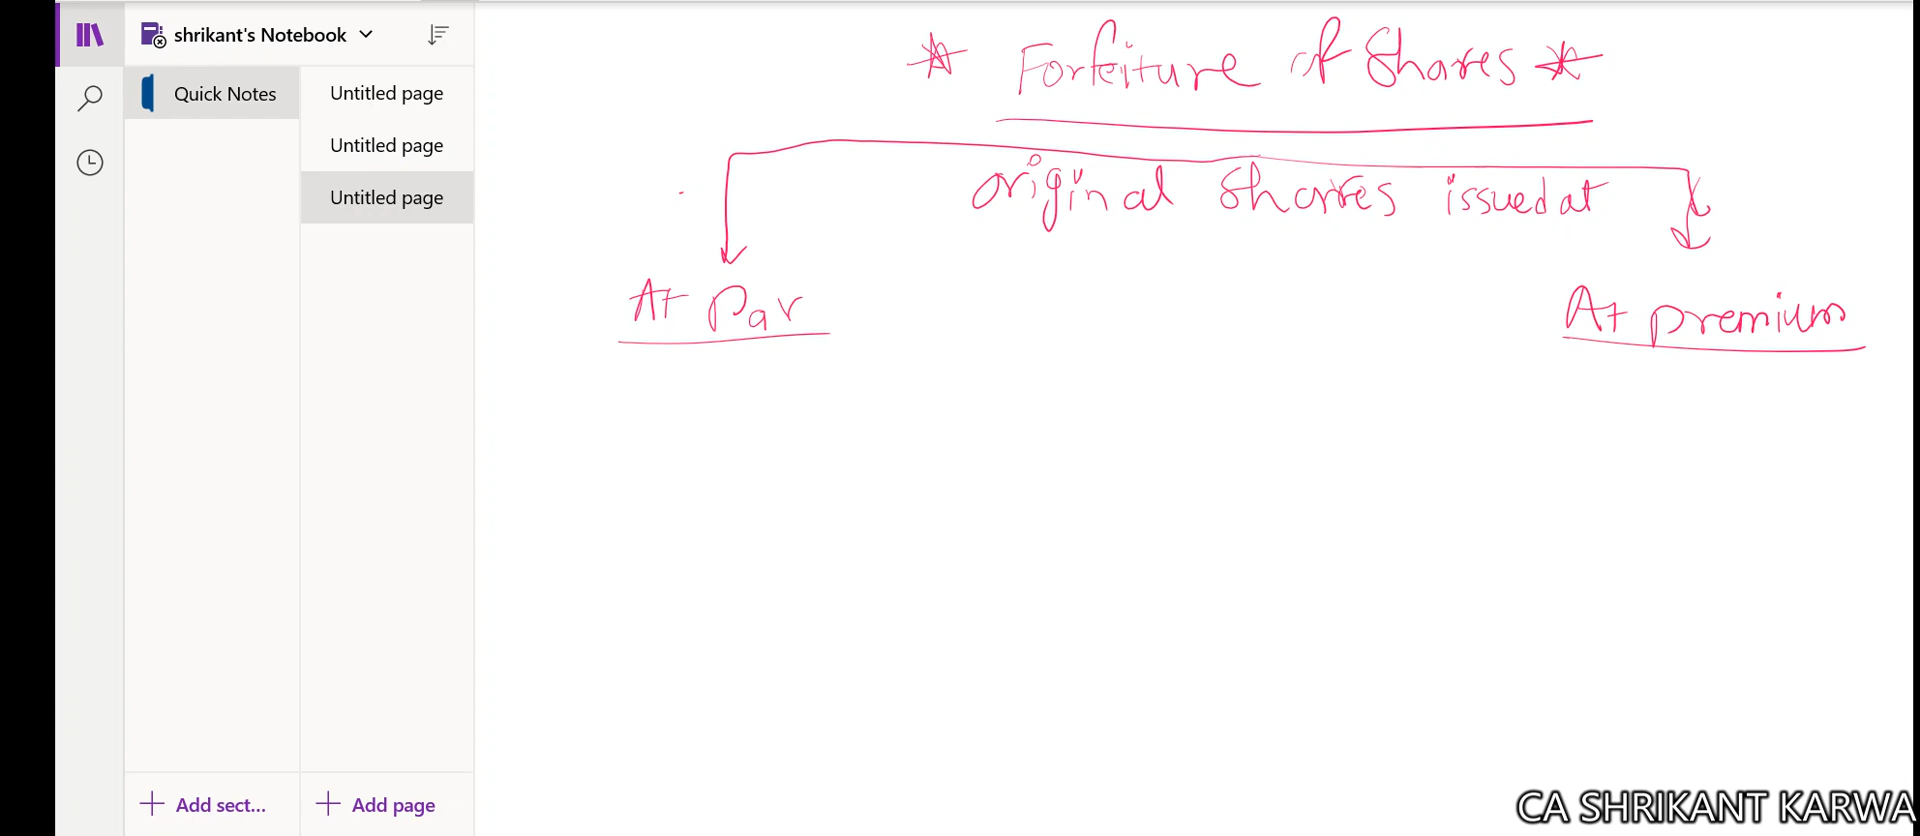 shrikant's Notebook
Quick Notes
Untitled page
Untitled page
Untitled page
Add sect...
Add page
Forfeiture of Shares
original Shares issued at
At Par
At premium
CA SHRIKANT KARWA